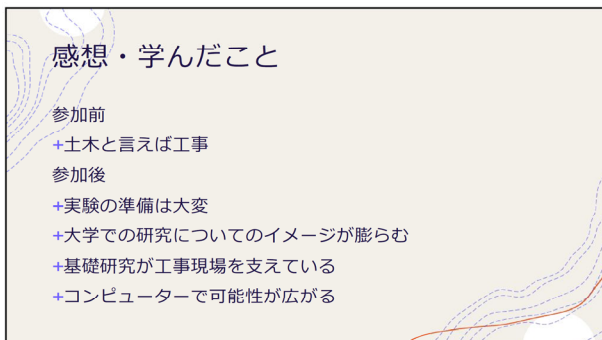 感想・学んだこと
参加前
+土木と言えば工事
参加後
+実験の準備は大変
+大学での研究についてのイメージが膨らむ
+基礎研究が工事現場を支えている
+コンピューターで可能性が広がる